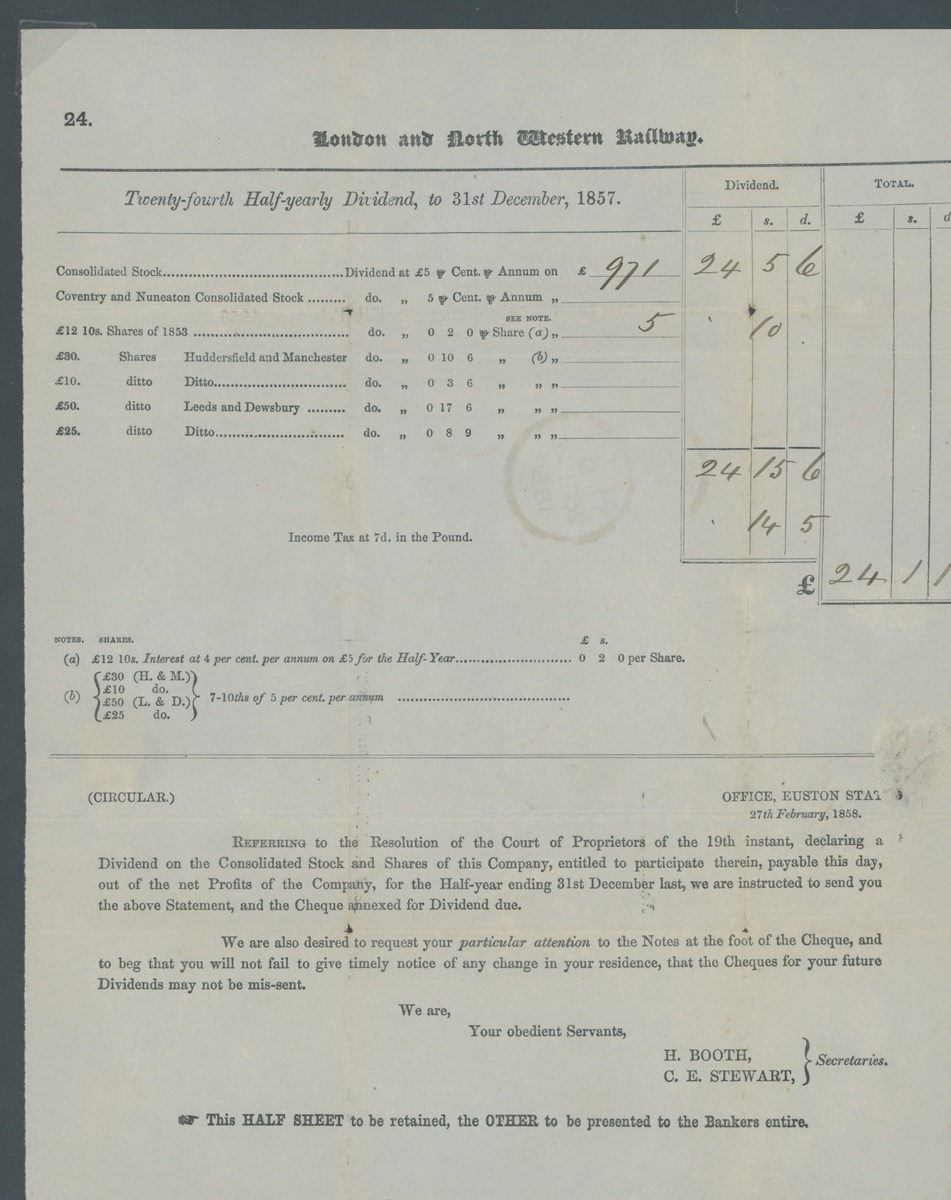 24.
London and North Western Railway.
Twenty-fourth Half-yearly Dividend, to 31st December, 1857.
Dividend. TOTAL.
£ s. d. £ s. d
Consolidated Stock.......................................Dividend at £5 ⅌ Cent. ⅌ Annum on £ 971 24 5 6
Coventry and Nuneaton Consolidated Stock ......... do. „ 5 ⅌ Cent. ⅌ Annum „
SEE NOTE.
£12 10s. Shares of 1853 ................................. do. „ 0 2 0 ⅌ Share (a) „ 5 10
£30. Shares Huddersfield and Manchester do. „ 0 10 6 „ (b) „
£10. ditto Ditto............................. do. „ 0 3 6 „ „ „
£50. ditto Leeds and Dewsbury ......... do. „ 0 17 6 „ „ „
£25. ditto Ditto............................. do. „ 0 8 9 „ „ „
24 15 6
Income Tax at 7d. in the Pound. 14 5
£ 24 1 1
NOTES. SHARES. £ s.
(a) £12 10s. Interest at 4 per cent. per annum on £5 for the Half-Year......................... 0 2 0 per Share.
£30 (H. & M.)
£10 do.
(b) 7-10ths of 5 per cent. per annum .....................................
£50 (L. & D.)
£25 do.
(CIRCULAR.) OFFICE, EUSTON STAT
27th February, 1858.
REFERRING to the Resolution of the Court of Proprietors of the 19th instant, declaring a
Dividend on the Consolidated Stock and Shares of this Company, entitled to participate therein, payable this day,
out of the net Profits of the Company, for the Half-year ending 31st December last, we are instructed to send you
the above Statement, and the Cheque annexed for Dividend due.
We are also desired to request your particular attention to the Notes at the foot of the Cheque, and
to beg that you will not fail to give timely notice of any change in your residence, that the Cheques for your future
Dividends may not be mis-sent.
We are,
Your obedient Servants,
H. BOOTH,
Secretaries.
C. E. STEWART,
☞ This HALF SHEET to be retained, the OTHER to be presented to the Bankers entire.